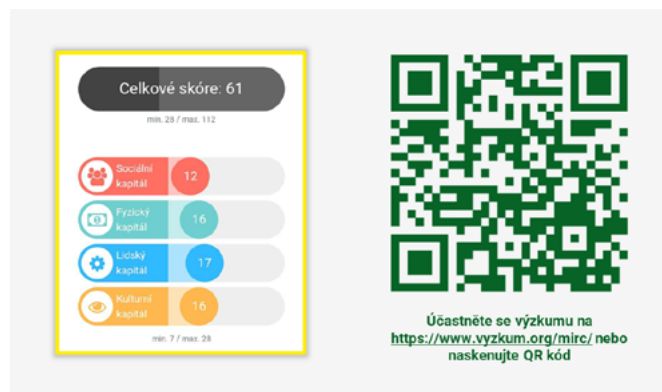 Celkové skóre: 61
min. 28 / max. 112
Sociální
kapitál
12
Fyzický
kapitál
16
Lidský
kapitál
17
Kulturní
kapitál
16
min. 7 / max. 28
Účastněte se výzkumu na
https://www.vyzkum.org/mirc/ nebo
naskenujte QR kód